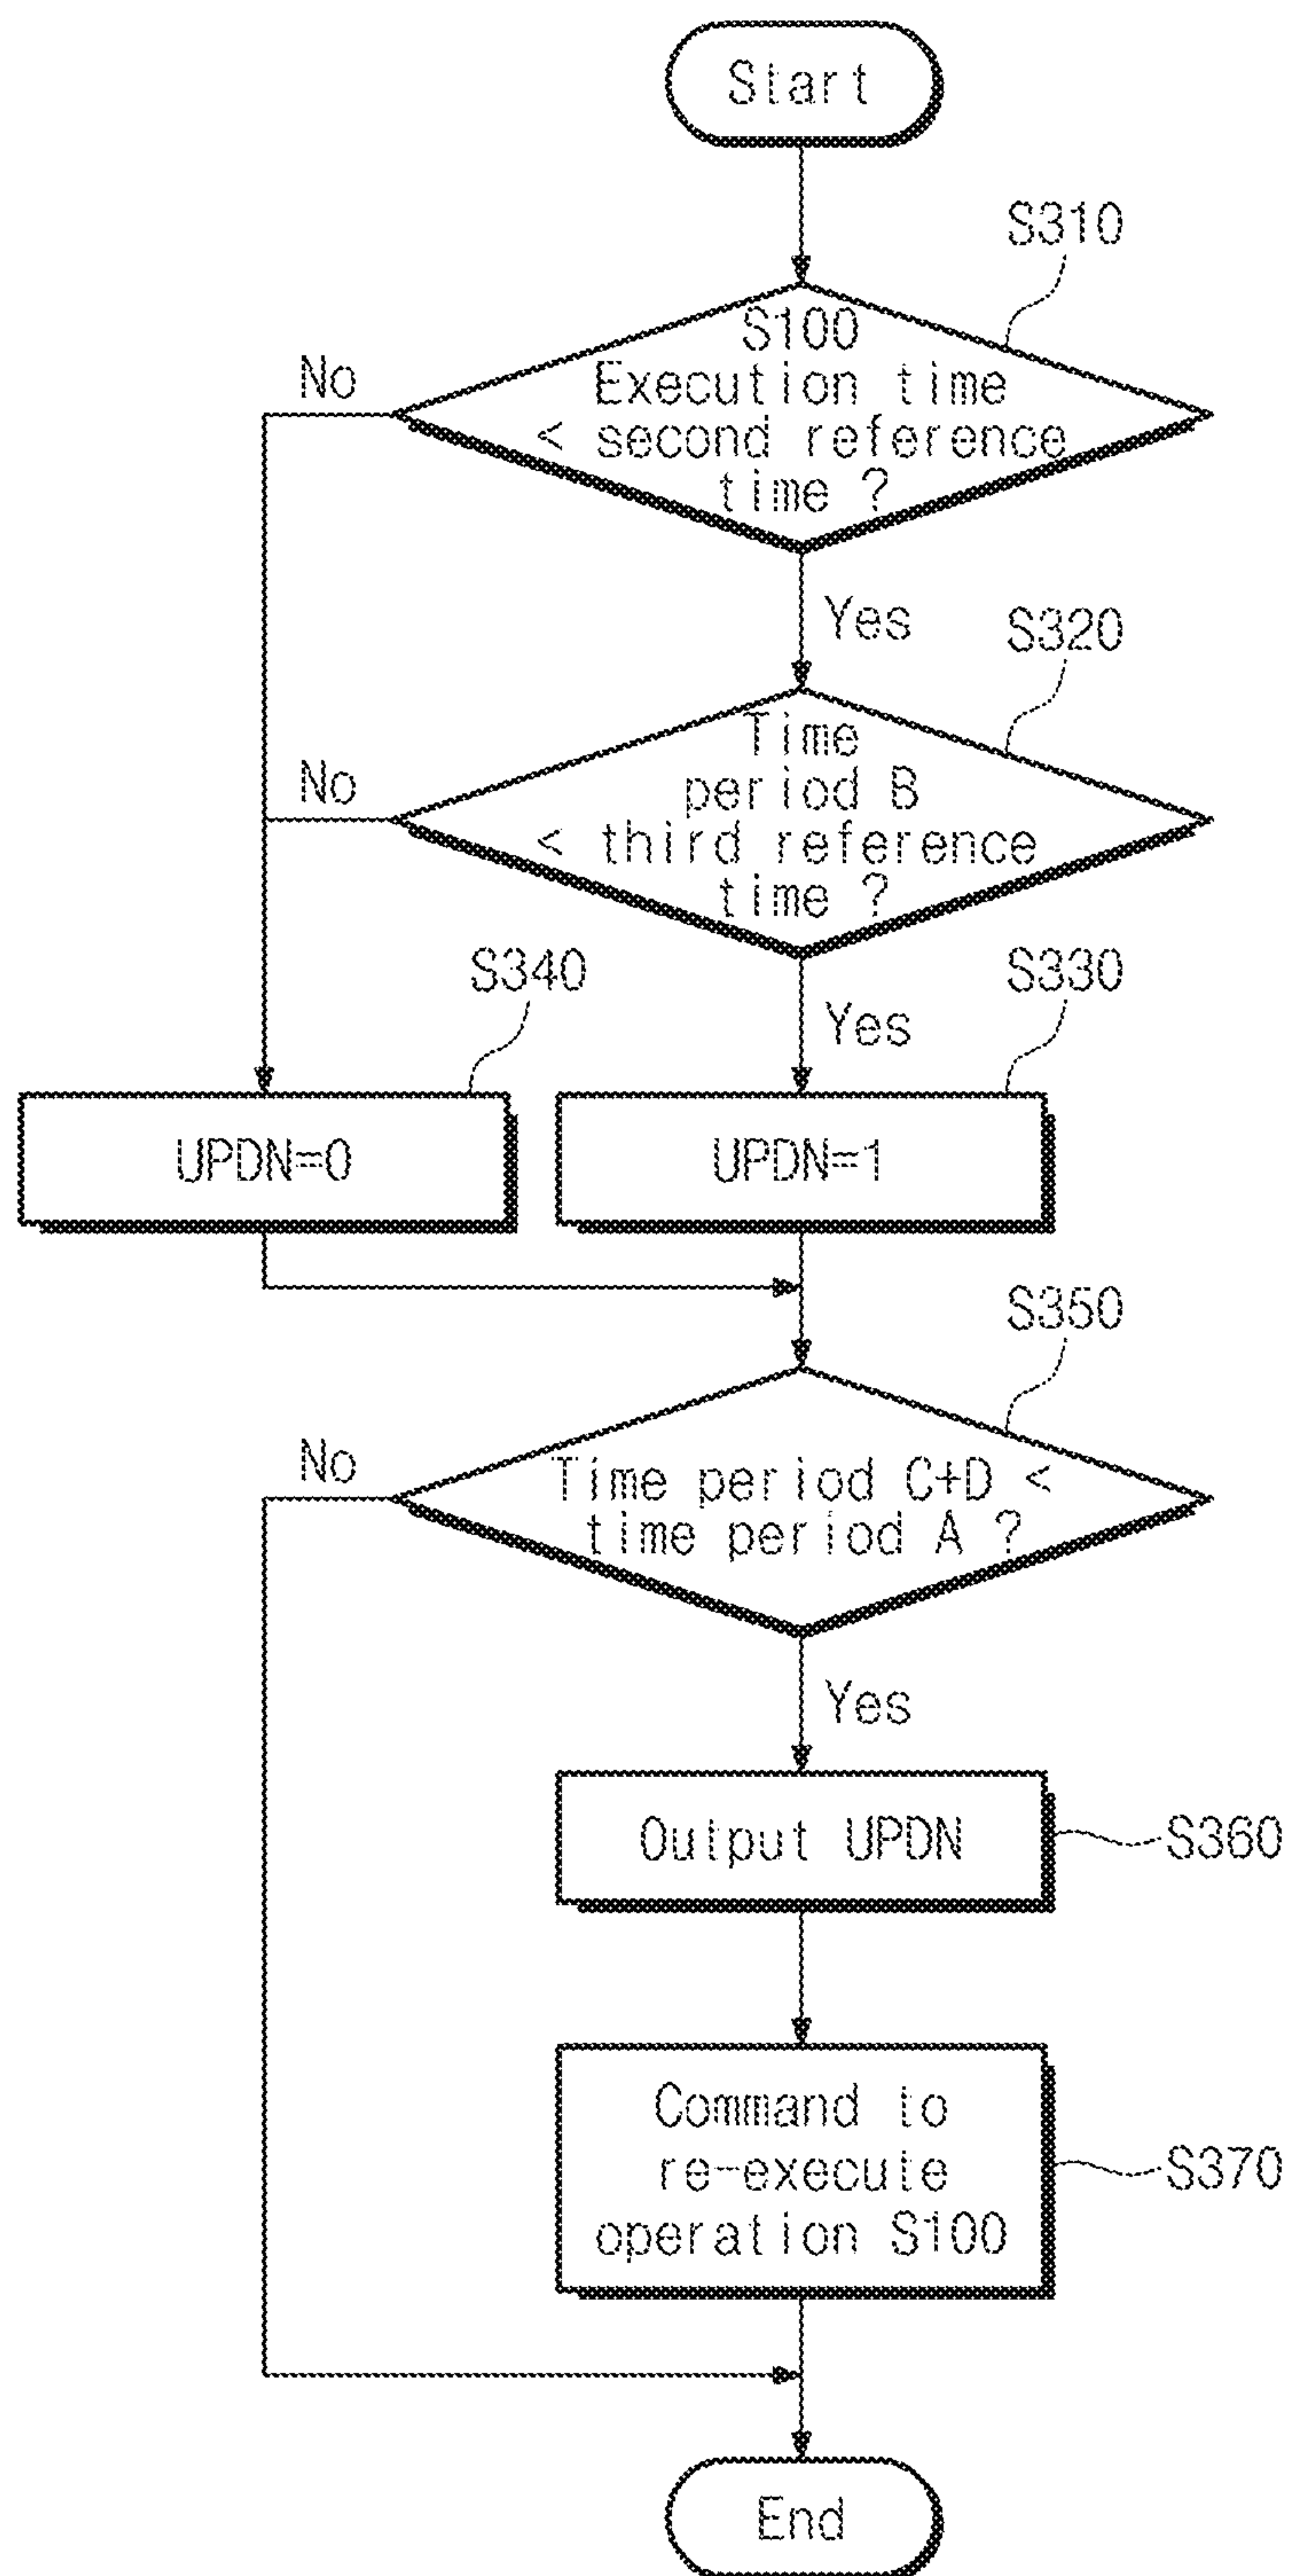 Start
S310
S100
Execution time
< second reference
time ?
No
Yes
S320
Time
period B
< third reference
time ?
No
Yes
S340
S330
UPDN=0
UPDN=1
S350
Time period C+D <
time period A ?
No
Yes
Output UPDN
S360
Command to
re-execute
operation S100
S370
End